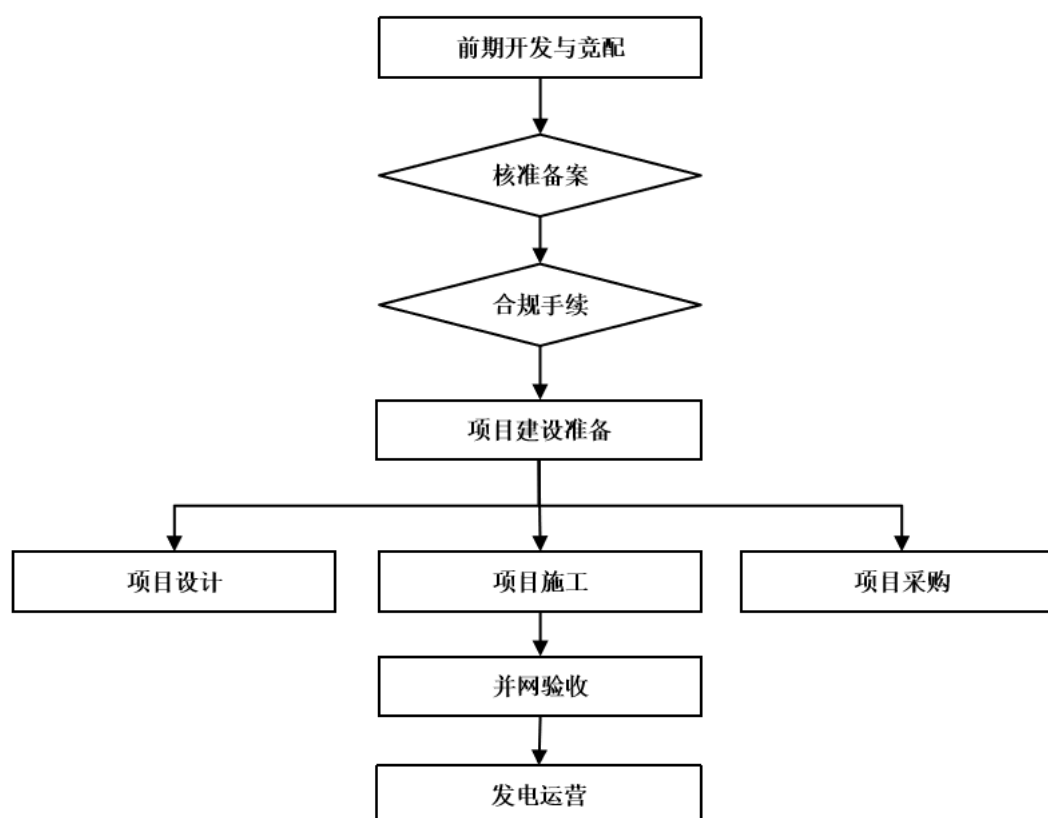 前期开发与竞配
核准备案
合规手续
项目建设准备
项目设计
项目施工
项目采购
并网验收
发电运营